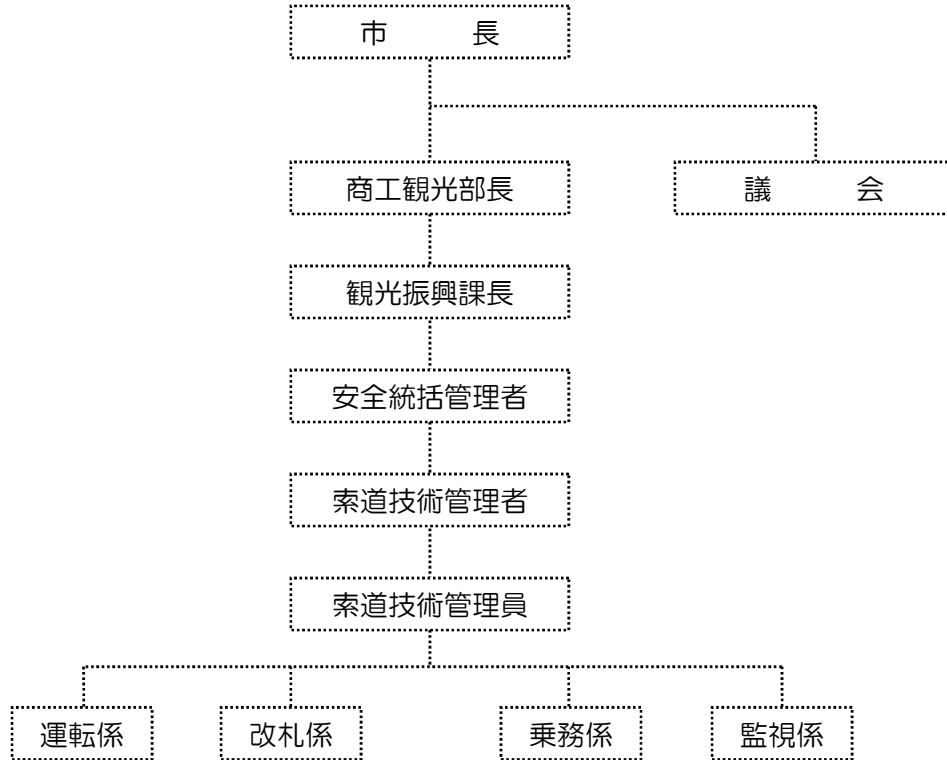 市　　　長
商工観光部長
議　　　会
観光振興課長
安全統括管理者
索道技術管理者
索道技術管理員
運転係
改札係
乗務係
監視係